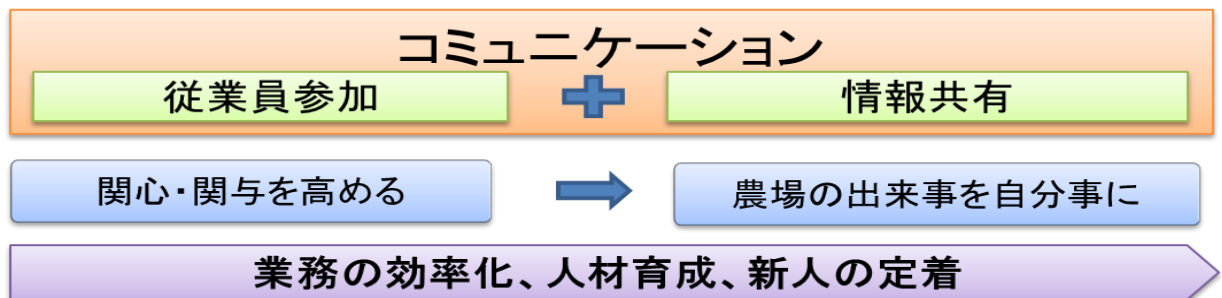 コミュニケーション
従業員参加
情報共有
関心・関与を高める
農場の出来事を自分事に
業務の効率化、人材育成、新人の定着